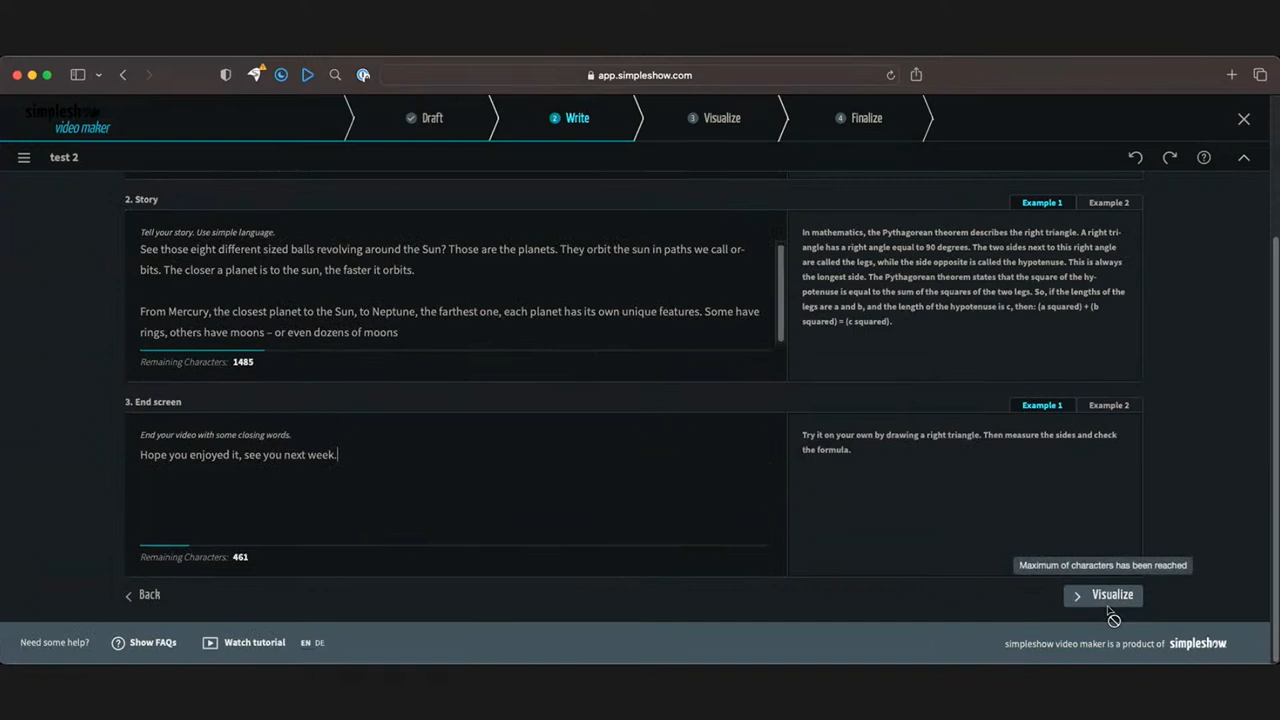 app.simpleshow.com
simpleshow
video maker
Draft
2 Write
3 Visualize
4 Finalize
test 2
2. Story
Example 1
Example 2
Tell your story. Use simple language.
See those eight different sized balls revolving around the Sun? Those are the planets. They orbit the sun in paths we call or-
bits. The closer a planet is to the sun, the faster it orbits.
From Mercury, the closest planet to the Sun, to Neptune, the farthest one, each planet has its own unique features. Some have
rings, others have moons – or even dozens of moons
Remaining Characters: 1485
In mathematics, the Pythagorean theorem describes the right triangle. A right tri-
angle has a right angle equal to 90 degrees. The two sides next to this right angle
are called the legs, while the side opposite is called the hypotenuse. This is always
the longest side. The Pythagorean theorem states that the square of the hy-
potenuse is equal to the sum of the squares of the two legs. So, if the lengths of the
legs are a and b, and the length of the hypotenuse is c, then: (a squared) + (b
squared) = (c squared).
3. End screen
Example 1
Example 2
End your video with some closing words.
Hope you enjoyed it, see you next week.
Remaining Characters: 461
Try it on your own by drawing a right triangle. Then measure the sides and check
the formula.
Maximum of characters has been reached
Back
Visualize
Need some help?
Show FAQs
Watch tutorial
EN DE
simpleshow video maker is a product of simpleshow